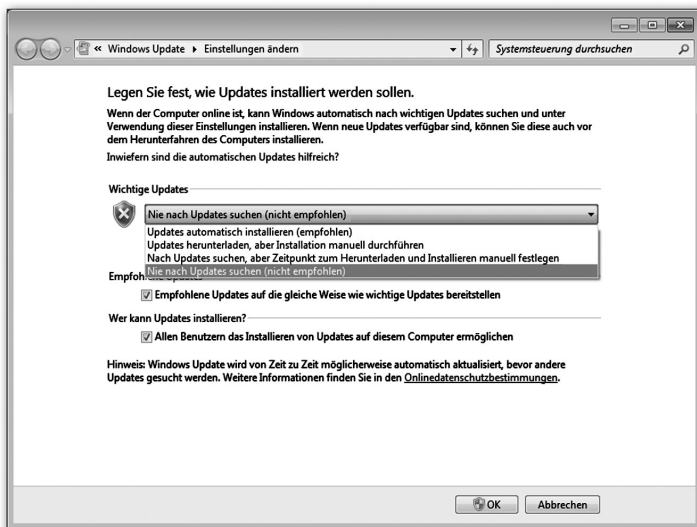 « Windows Update ▸ Einstellungen ändern
Systemsteuerung durchsuchen
Legen Sie fest, wie Updates installiert werden sollen.
Wenn der Computer online ist, kann Windows automatisch nach wichtigen Updates suchen und unter
Verwendung dieser Einstellungen installieren. Wenn neue Updates verfügbar sind, können Sie diese auch vor
dem Herunterfahren des Computers installieren.
Inwiefern sind die automatischen Updates hilfreich?
Wichtige Updates
Nie nach Updates suchen (nicht empfohlen)
Updates automatisch installieren (empfohlen)
Updates herunterladen, aber Installation manuell durchführen
Nach Updates suchen, aber Zeitpunkt zum Herunterladen und Installieren manuell festlegen
Nie nach Updates suchen (nicht empfohlen)
Empfohlene Updates
Empfohlene Updates auf die gleiche Weise wie wichtige Updates bereitstellen
Wer kann Updates installieren?
Allen Benutzern das Installieren von Updates auf diesem Computer ermöglichen
Hinweis: Windows Update wird von Zeit zu Zeit möglicherweise automatisch aktualisiert, bevor andere
Updates gesucht werden. Weitere Informationen finden Sie in den Onlinedatenschutzbestimmungen.
OK
Abbrechen